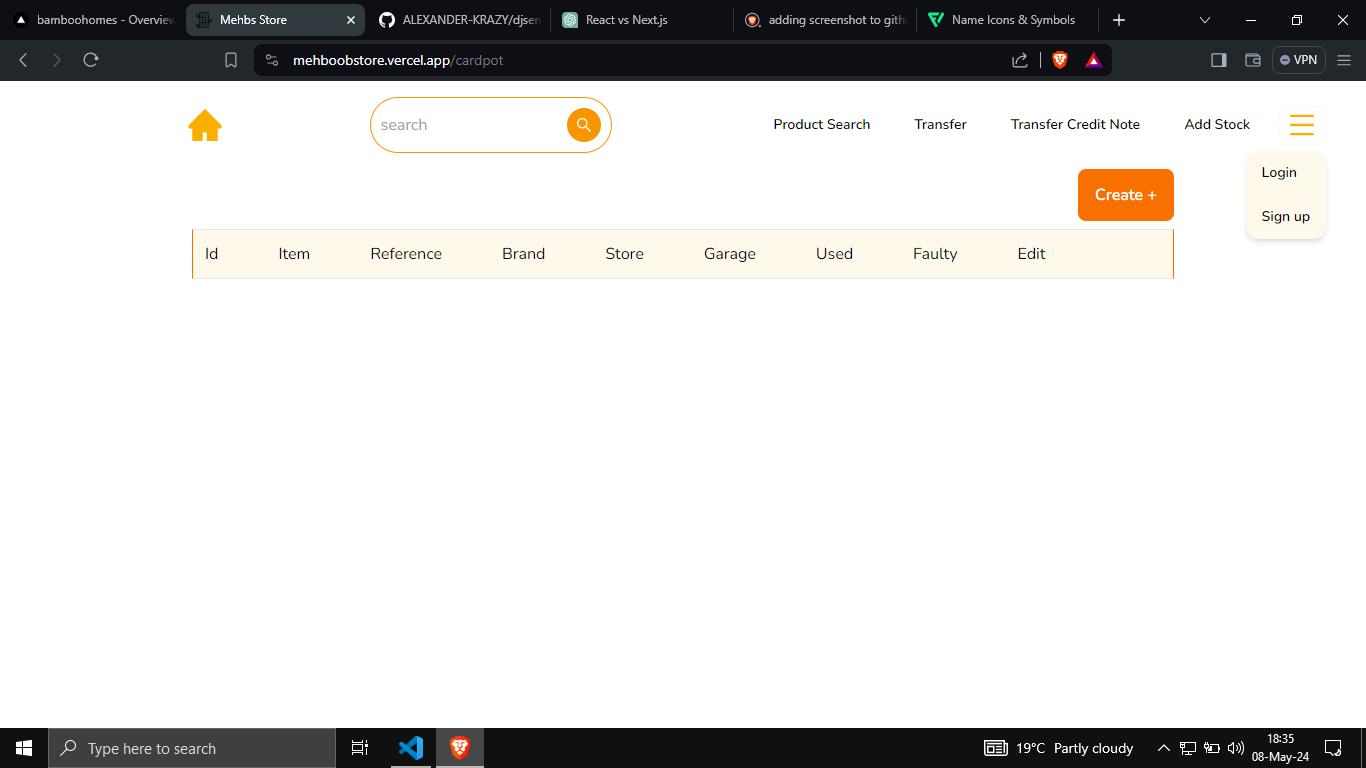 bamboohomes - Overview
Mehbs Store
ALEXANDER-KRAZY/djser
React vs Next.js
adding screenshot to gith
Name Icons & Symbols
mehboobstore.vercel.app/cardpot
VPN
search
Product Search
Transfer
Transfer Credit Note
Add Stock
Login
Create +
Sign up
Id
Item
Reference
Brand
Store
Garage
Used
Faulty
Edit
Type here to search
19°C Partly cloudy
18:35
08-May-24